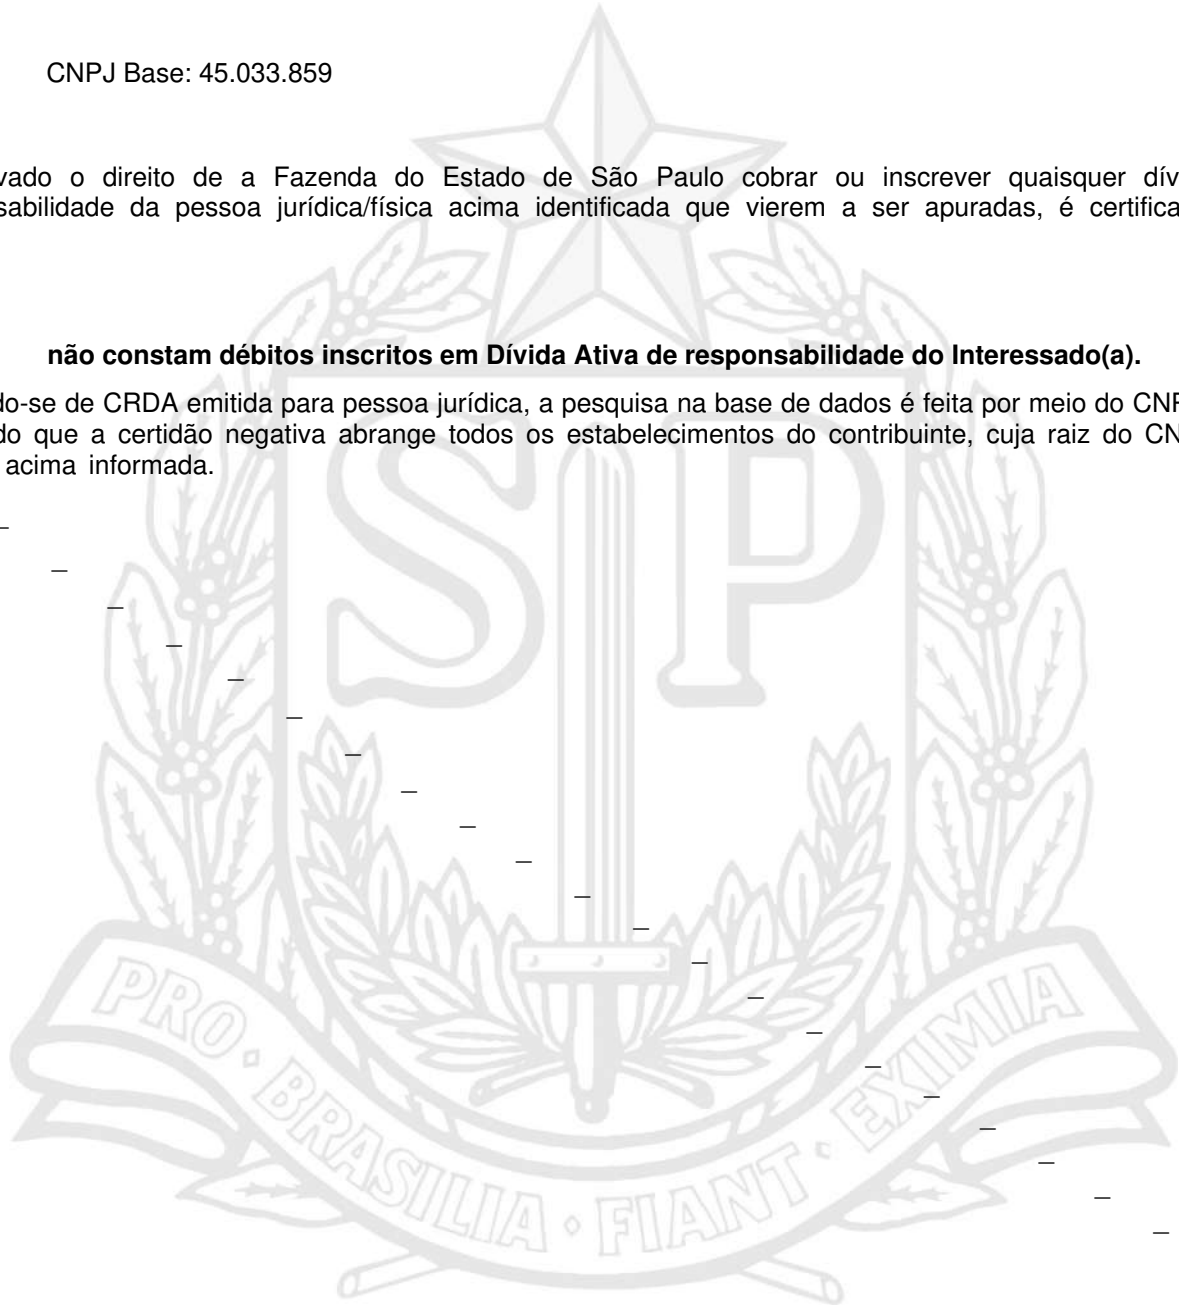 CNPJ Base: 45.033.859
vado o direito de a Fazenda do Estado de São Paulo cobrar ou inscrever quaisquer dív
sabilidade da pessoa jurídica/física acima identificada que vierem a ser apuradas, é certifica
não constam débitos inscritos em Dívida Ativa de responsabilidade do Interessado(a).
do-se de CRDA emitida para pessoa jurídica, a pesquisa na base de dados é feita por meio do CNP
do que a certidão negativa abrange todos os estabelecimentos do contribuinte, cuja raiz do CN
acima informada.
SP
PRO · BRASILIA · FIANT · EXIMIA